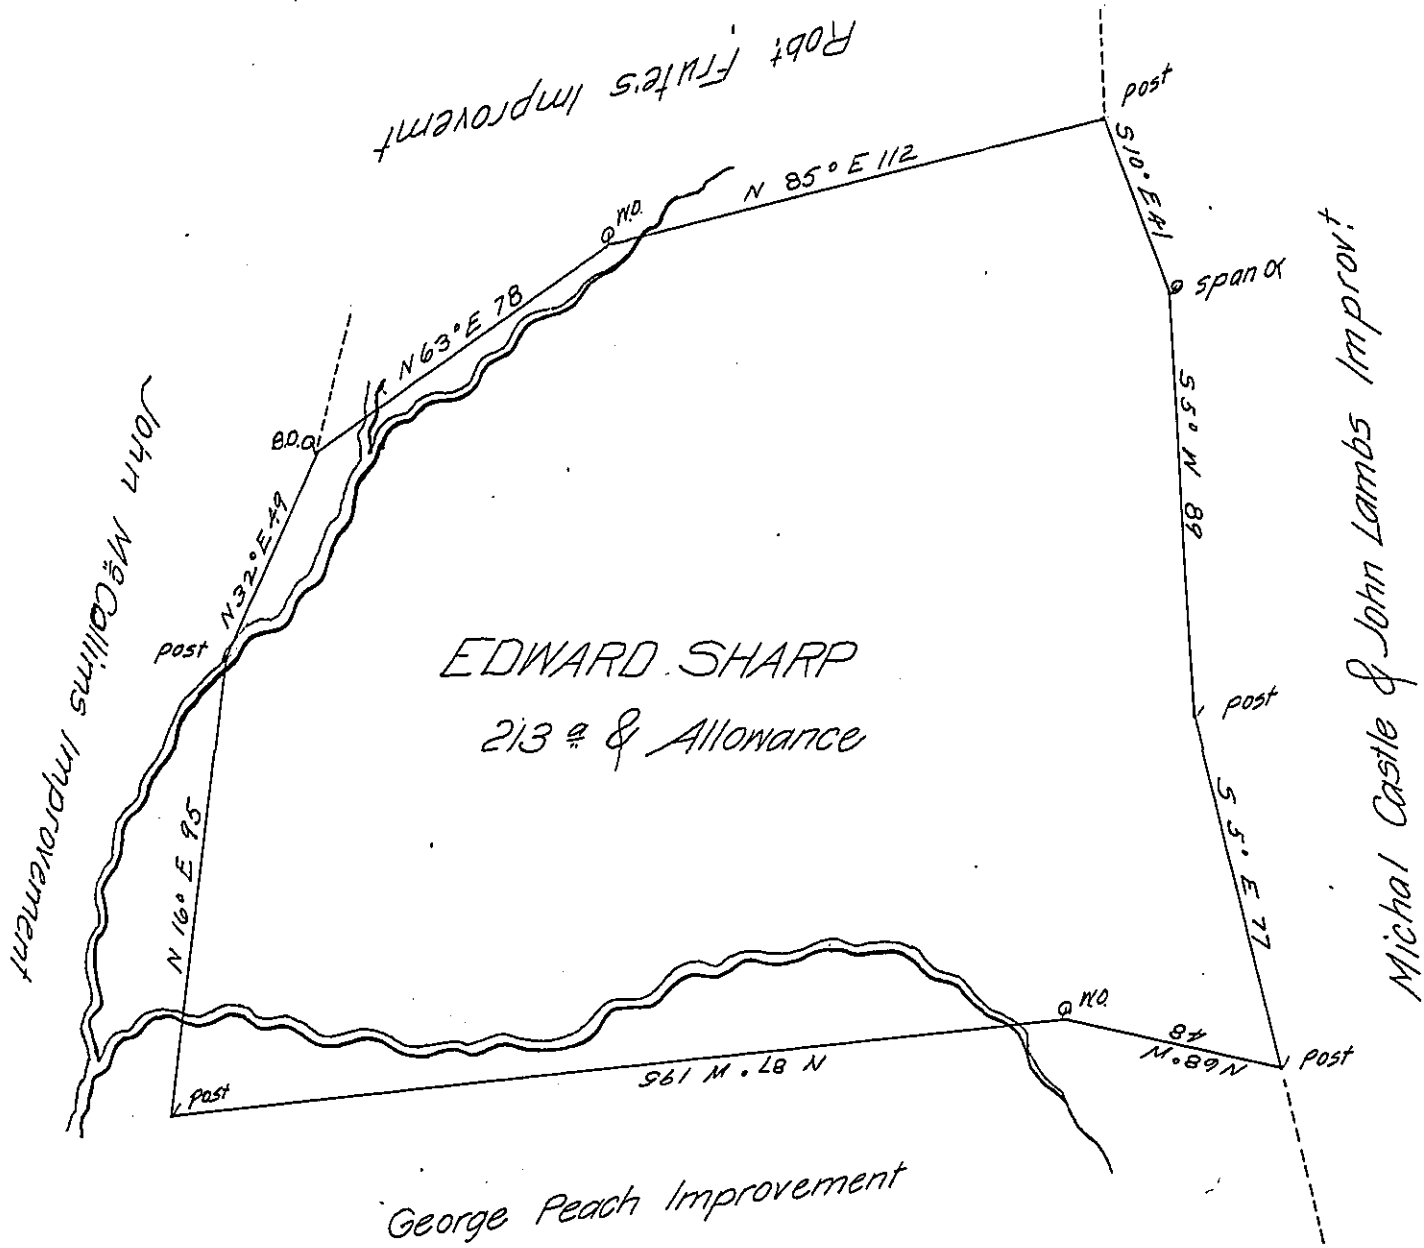 Robt. Frute's Improvemt
post
N 85° E 112
S 10° E 41
W.O.
span O
N 63° E 78
Michal Castle & John Lambs Improvt.
B.O.
S 5° W 89
N 32° E 49
John McCollims Improvement
post
EDWARD SHARP
213 a & Allowance
post
S 5° E 77
N 16° E 95
W.O.
N 68° W 48
post
N 87° W 195
post
George Peach Improvement